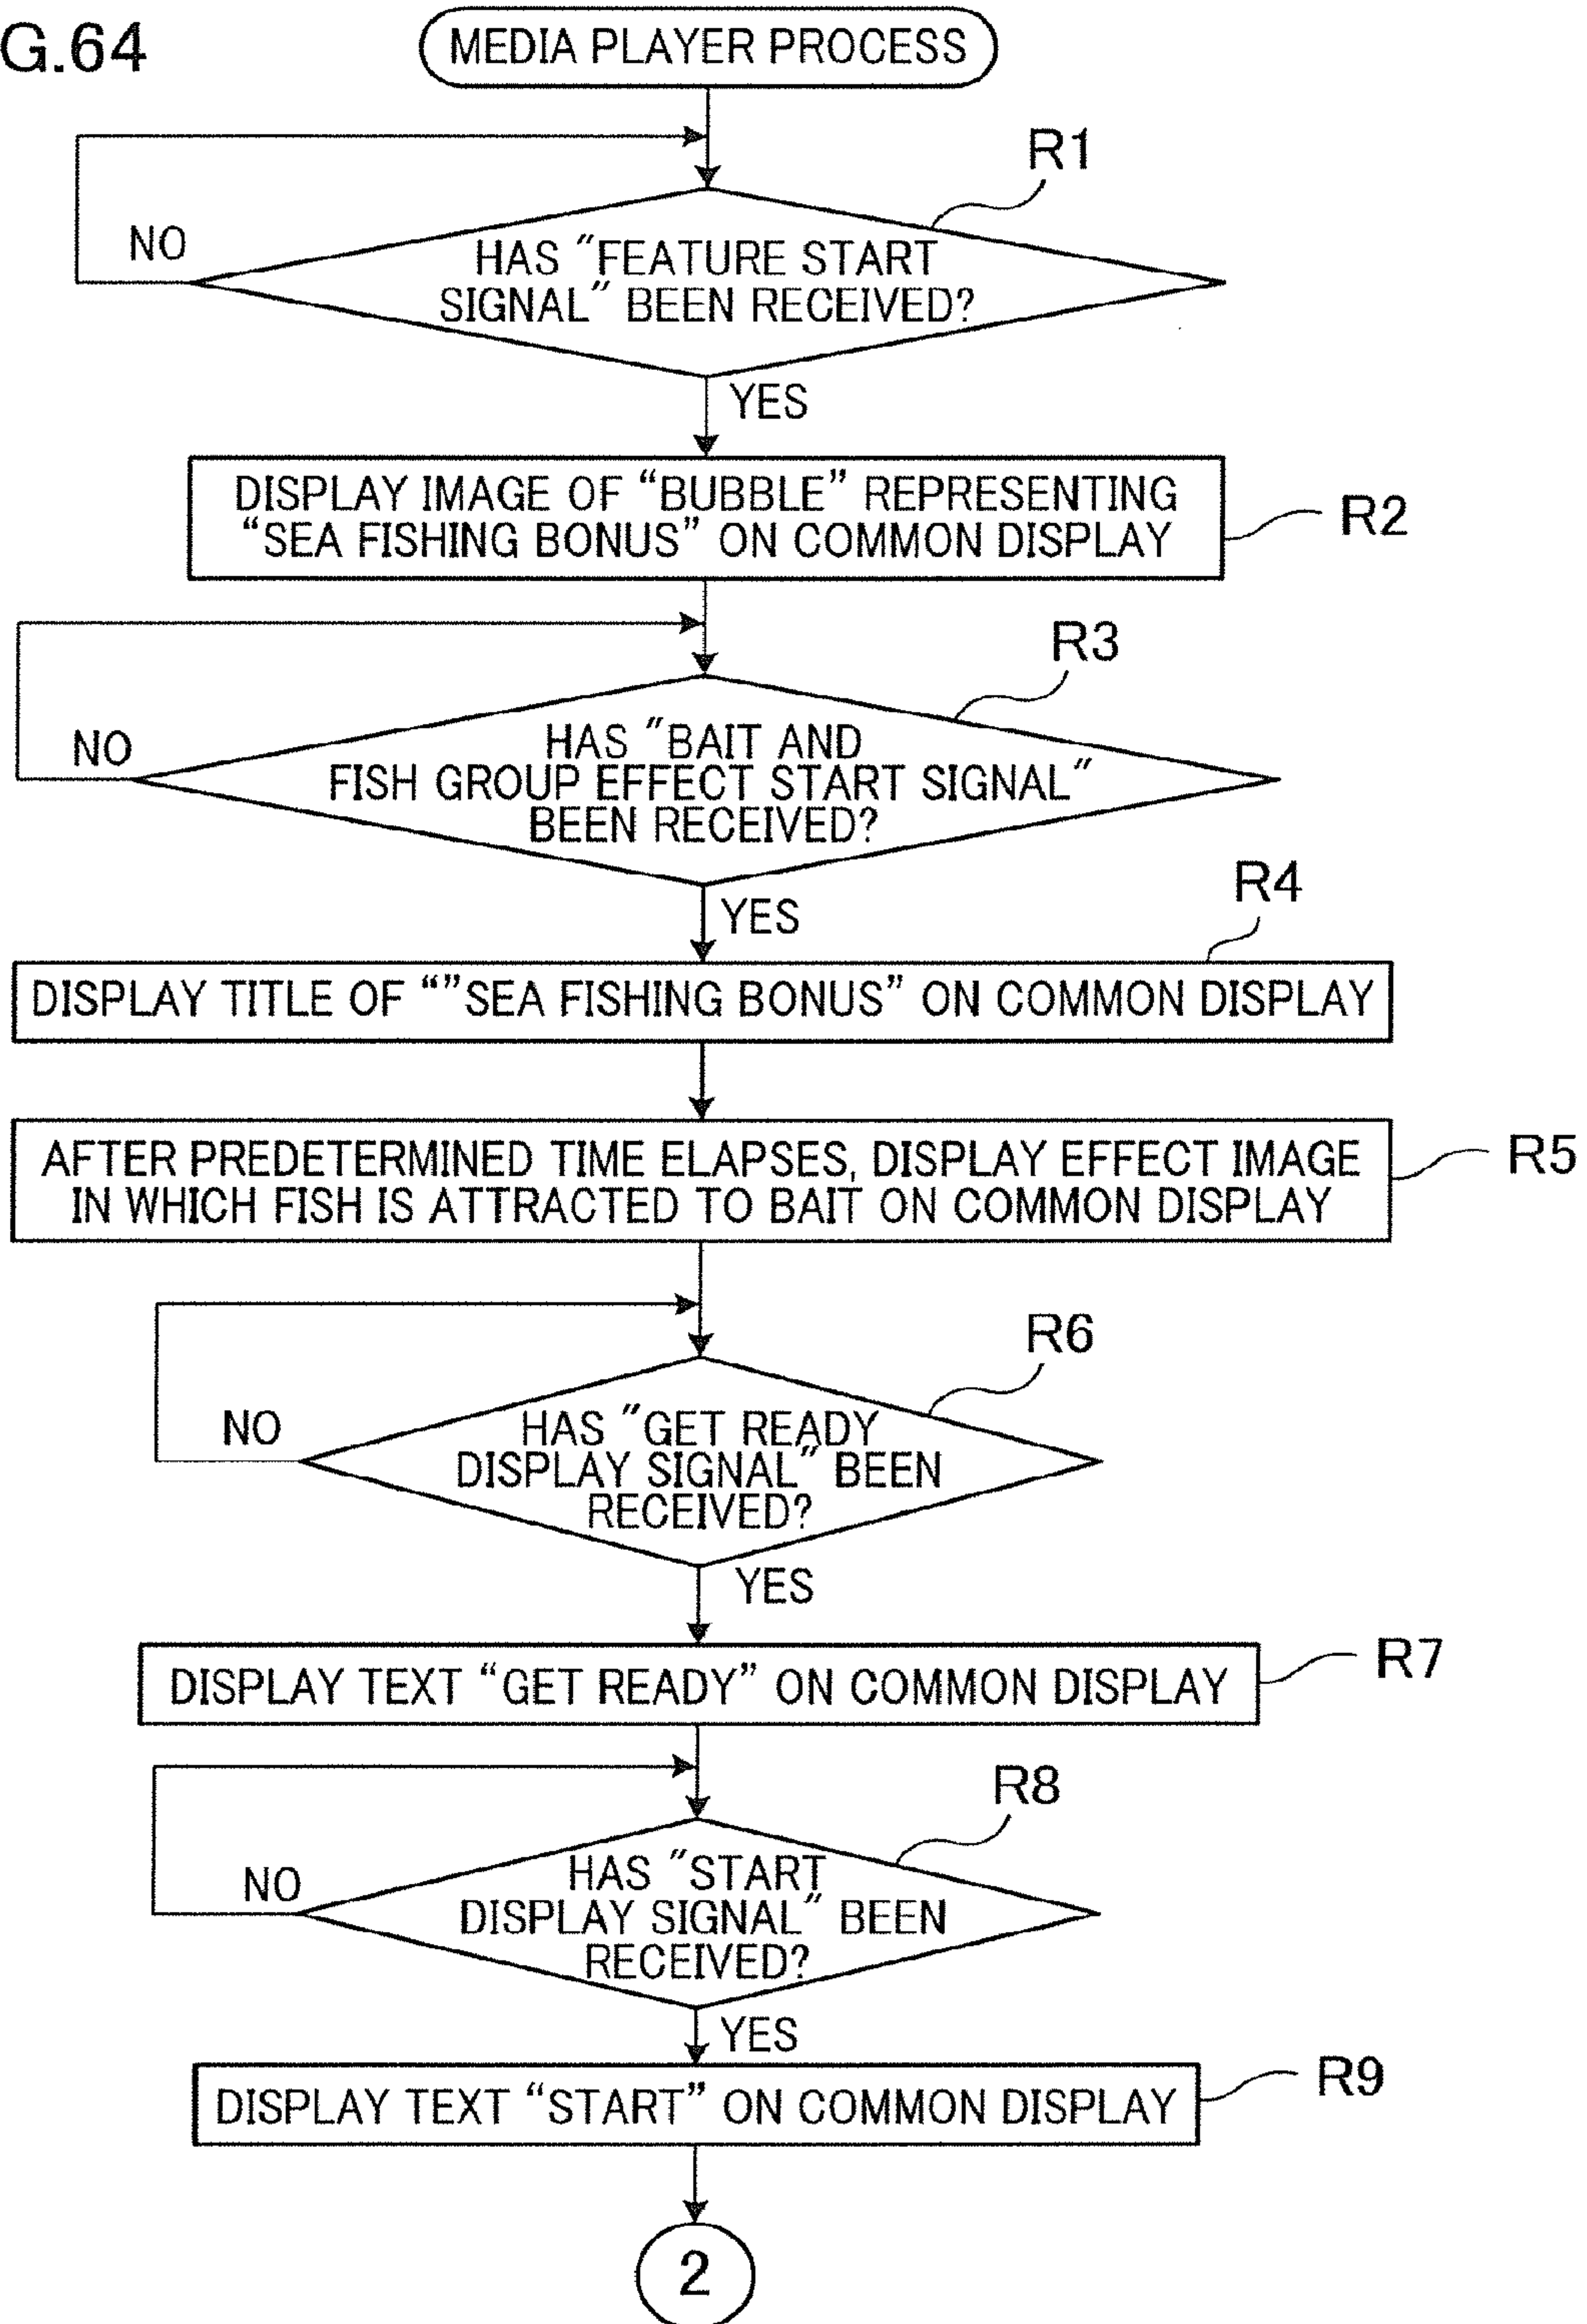 G.64
MEDIA PLAYER PROCESS
R1
NO
HAS "FEATURE START
SIGNAL" BEEN RECEIVED?
YES
DISPLAY IMAGE OF “BUBBLE” REPRESENTING
“SEA FISHING BONUS” ON COMMON DISPLAY
R2
R3
NO
HAS "BAIT AND
FISH GROUP EFFECT START SIGNAL"
BEEN RECEIVED?
YES
R4
DISPLAY TITLE OF “”SEA FISHING BONUS” ON COMMON DISPLAY
AFTER PREDETERMINED TIME ELAPSES, DISPLAY EFFECT IMAGE
IN WHICH FISH IS ATTRACTED TO BAIT ON COMMON DISPLAY
R5
R6
NO
HAS "GET READY
DISPLAY SIGNAL" BEEN
RECEIVED?
YES
DISPLAY TEXT “GET READY” ON COMMON DISPLAY
R7
R8
NO
HAS "START
DISPLAY SIGNAL" BEEN
RECEIVED?
YES
DISPLAY TEXT “START” ON COMMON DISPLAY
R9
2